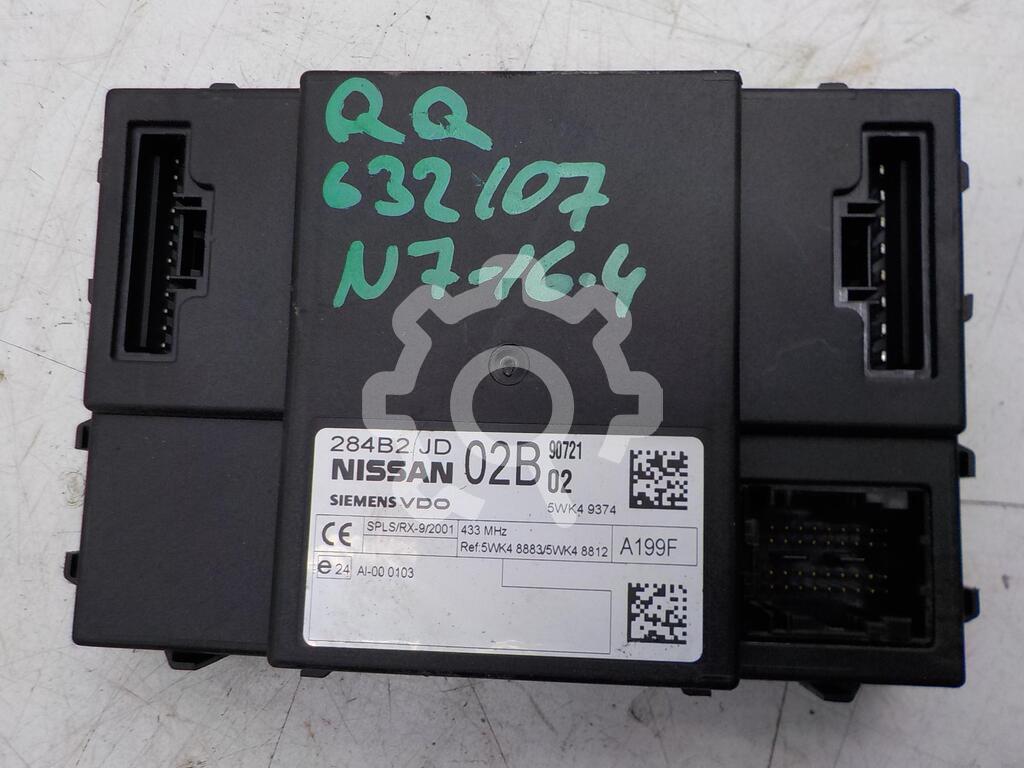 QQ
632107
N7-16-4
284B2 JD 02B 90721
NISSAN 02
SIEMENS VDO
5WK4 9374
CE SPLS/RX-9/2001 433 MHz
Ref:5WK4 8883/5WK4 8812 A199F
e 24 AI-00 0103